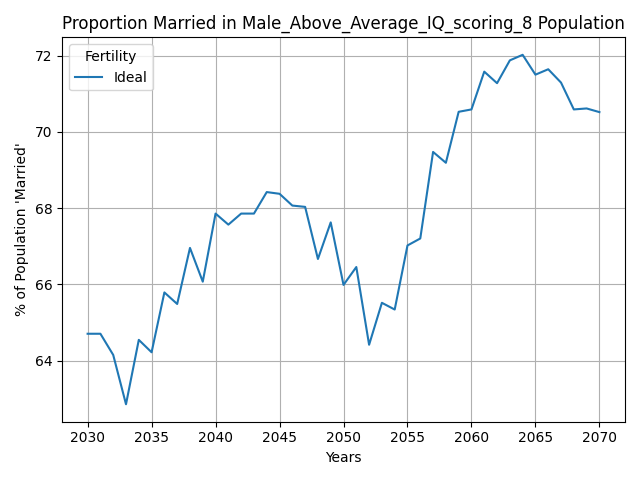 Proportion Married in Male_Above_Average_IQ_scoring_8 Population
Fertility
Ideal
% of Population 'Married'
72
70
68
66
64
2030 2035 2040 2045 2050 2055 2060 2065 2070
Years